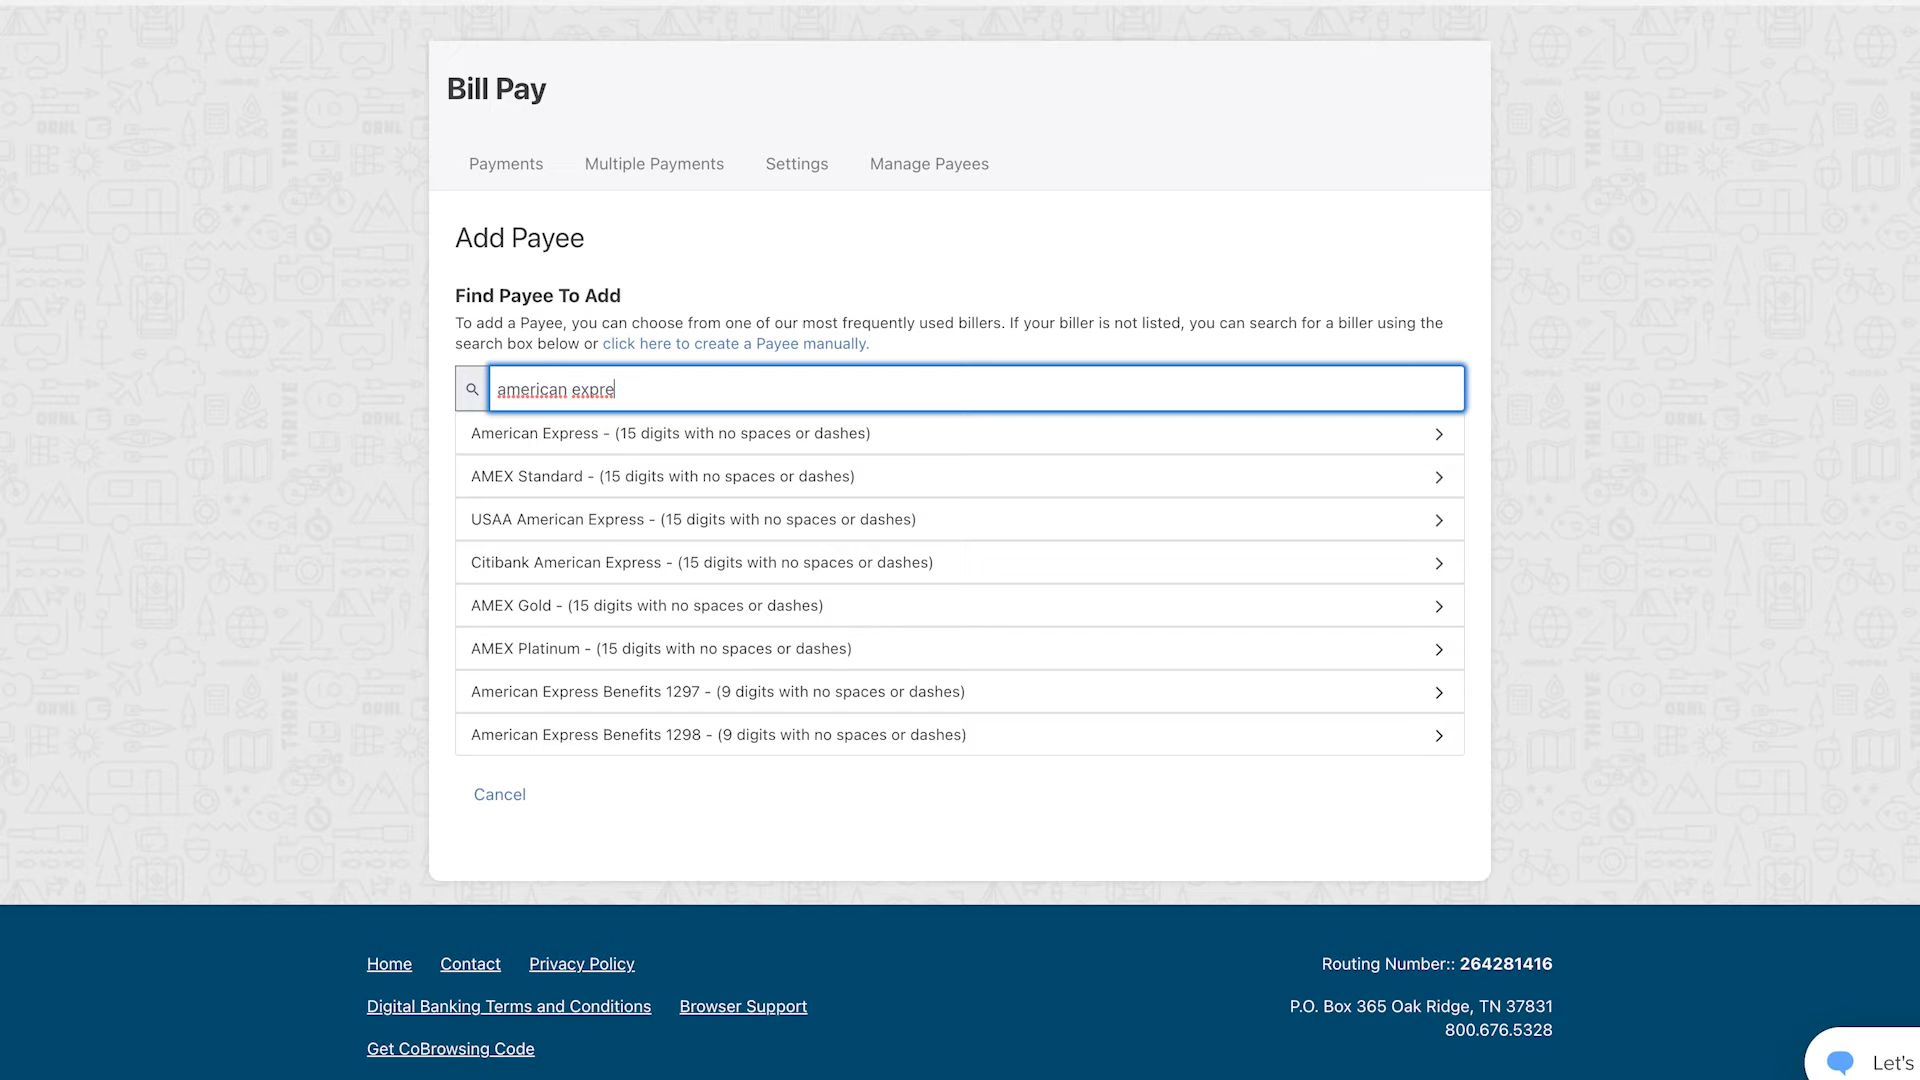 Bill Pay
Payments
Multiple Payments
Settings
Manage Payees
Add Payee
Find Payee To Add
To add a Payee, you can choose from one of our most frequently used billers. If your biller is not listed, you can search for a biller using the
search box below or click here to create a Payee manually.
american expre
American Express - (15 digits with no spaces or dashes)
AMEX Standard - (15 digits with no spaces or dashes)
USAA American Express - (15 digits with no spaces or dashes)
Citibank American Express - (15 digits with no spaces or dashes)
AMEX Gold - (15 digits with no spaces or dashes)
AMEX Platinum - (15 digits with no spaces or dashes)
American Express Benefits 1297 - (9 digits with no spaces or dashes)
American Express Benefits 1298 - (9 digits with no spaces or dashes)
Cancel
Home
Contact
Privacy Policy
Digital Banking Terms and Conditions
Browser Support
Get CoBrowsing Code
Routing Number:: 264281416
P.O. Box 365 Oak Ridge, TN 37831
800.676.5328
Let's
THRIVE
ORNL